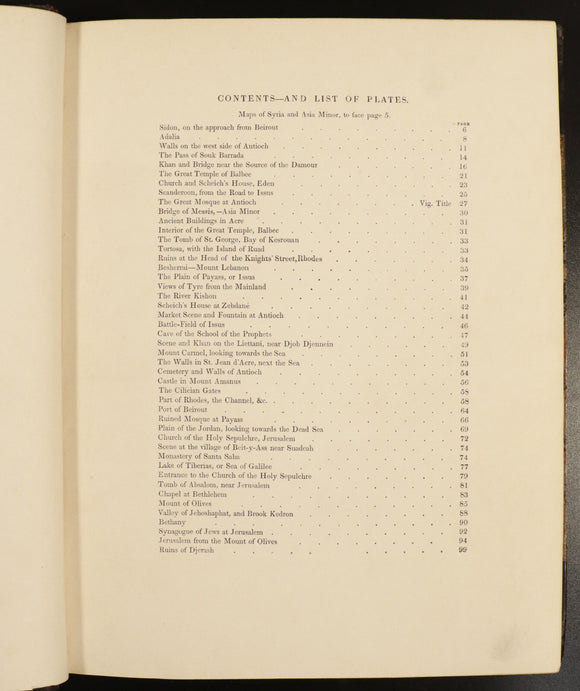 CONTENTS—AND LIST OF PLATES.
Maps of Syria and Asia Minor, to face page 5.
PAGE
Sidon, on the approach from Beirout 6
Adalia 8
Walls on the west side of Antioch 11
The Pass of Souk Barrada 14
Khan and Bridge near the Source of the Damour 16
The Great Temple of Balbec 21
Church and Scheich's House, Eden 23
Scanderoon, from the Road to Issus 25
The Great Mosque at Antioch Vig. Title 27
Bridge of Messis,—Asia Minor 30
Ancient Buildings in Acre 31
Interior of the Great Temple, Balbec 31
The Tomb of St. George, Bay of Kesrouan 33
Tortosa, with the Island of Ruad 33
Ruins at the Head of the Knights' Street, Rhodes 34
Besherrai—Mount Lebanon 35
The Plain of Payass, or Issus 37
Views of Tyre from the Mainland 39
The River Kishon 41
Scheich's House at Zebdané 42
Market Scene and Fountain at Antioch 44
Battle-Field of Issus 46
Cave of the School of the Prophets 47
Scene and Khan on the Liettani, near Djob Djennein 49
Mount Carmel, looking towards the Sea 51
The Walls in St. Jean d'Acre, next the Sea 53
Cemetery and Walls of Antioch 54
Castle in Mount Amanus 56
The Cilician Gates 58
Part of Rhodes, the Channel, &c. 58
Port of Beirout 64
Ruined Mosque at Payass 66
Plain of the Jordan, looking towards the Dead Sea 69
Church of the Holy Sepulchre, Jerusalem 72
Scene at the village of Beit-y-Ass near Suadeah 74
Monastery of Santa Saba 74
Lake of Tiberias, or Sea of Galilee 77
Entrance to the Church of the Holy Sepulchre 79
Tomb of Absalom, near Jerusalem 81
Chapel at Bethlehem 83
Mount of Olives 85
Valley of Jehoshaphat, and Brook Kedron 88
Bethany 90
Synagogue of Jews at Jerusalem 92
Jerusalem from the Mount of Olives 94
Ruins of Djerash 99